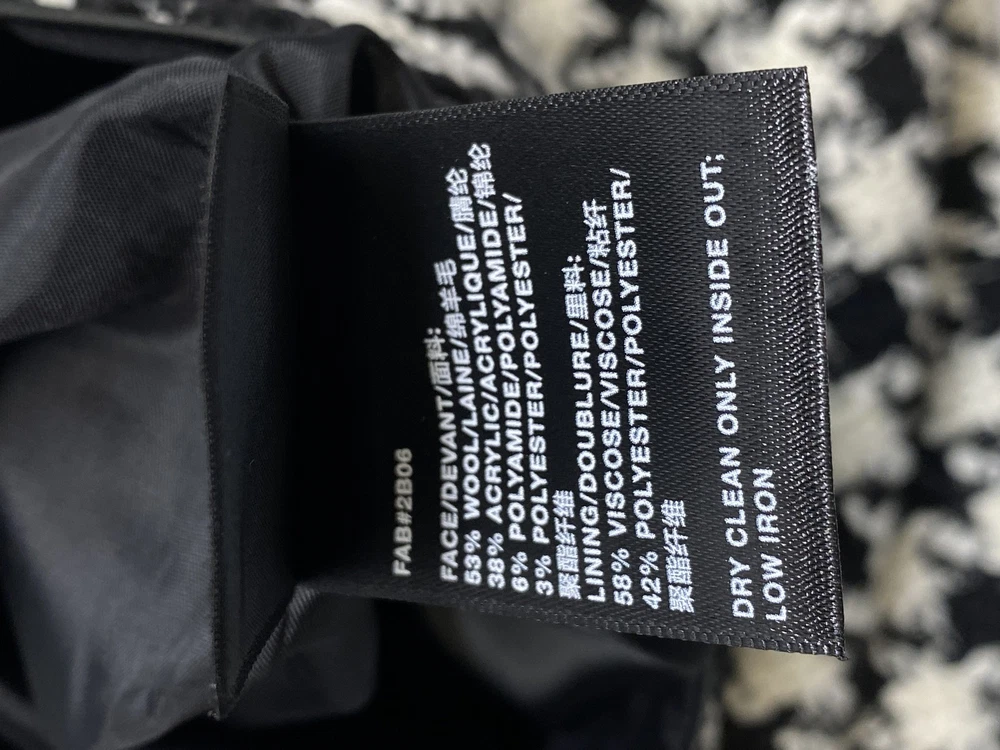 FAB#2B06
FACE/DEVANT/面料:
53% WOOL/LAINE/绵羊毛
38% ACRYLIC/ACRYLIQUE/腈纶
6% POLYAMIDE/POLYAMIDE/锦纶
3% POLYESTER/POLYESTER/
聚酯纤维
LINING/DOUBLURE/里料:
58% VISCOSE/VISCOSE/粘纤
42% POLYESTER/POLYESTER/
聚酯纤维
DRY CLEAN ONLY INSIDE OUT;
LOW IRON